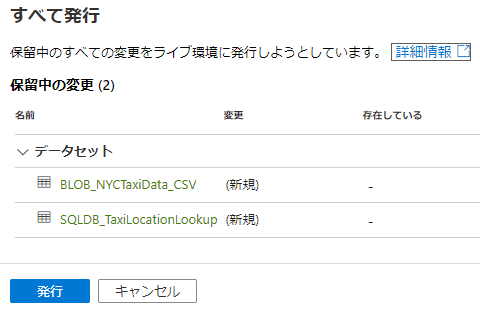 すべて発行
保留中のすべての変更をライブ環境に発行しようとしています。 詳細情報
保留中の変更 (2)
名前 変更 存在している
データセット
BLOB_NYCTaxiData_CSV (新規) -
SQLDB_TaxiLocationLookup (新規) -
発行 キャンセル